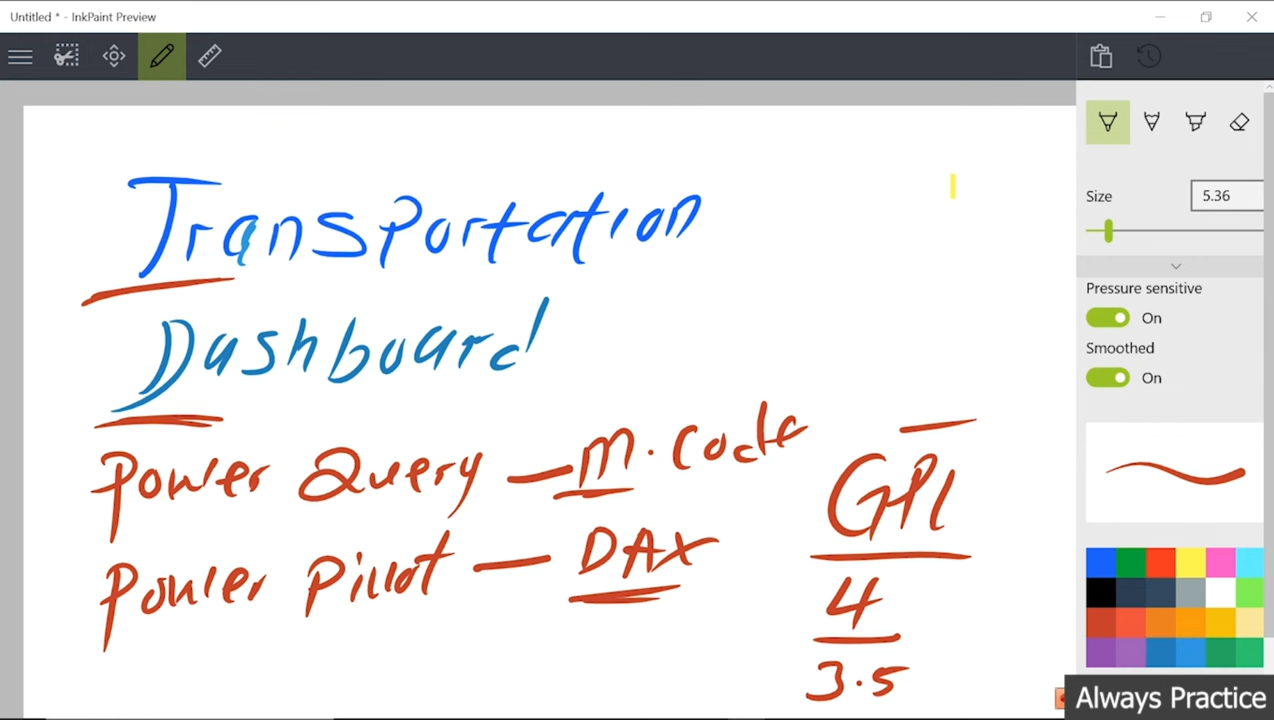 Untitled * - InkPaint Preview
Transportation
Dashboard
Power Query — M. Code
Power Pillot — DAX
GPI
4
3.5
Size
5.36
Pressure sensitive
On
Smoothed
On
Always Practice